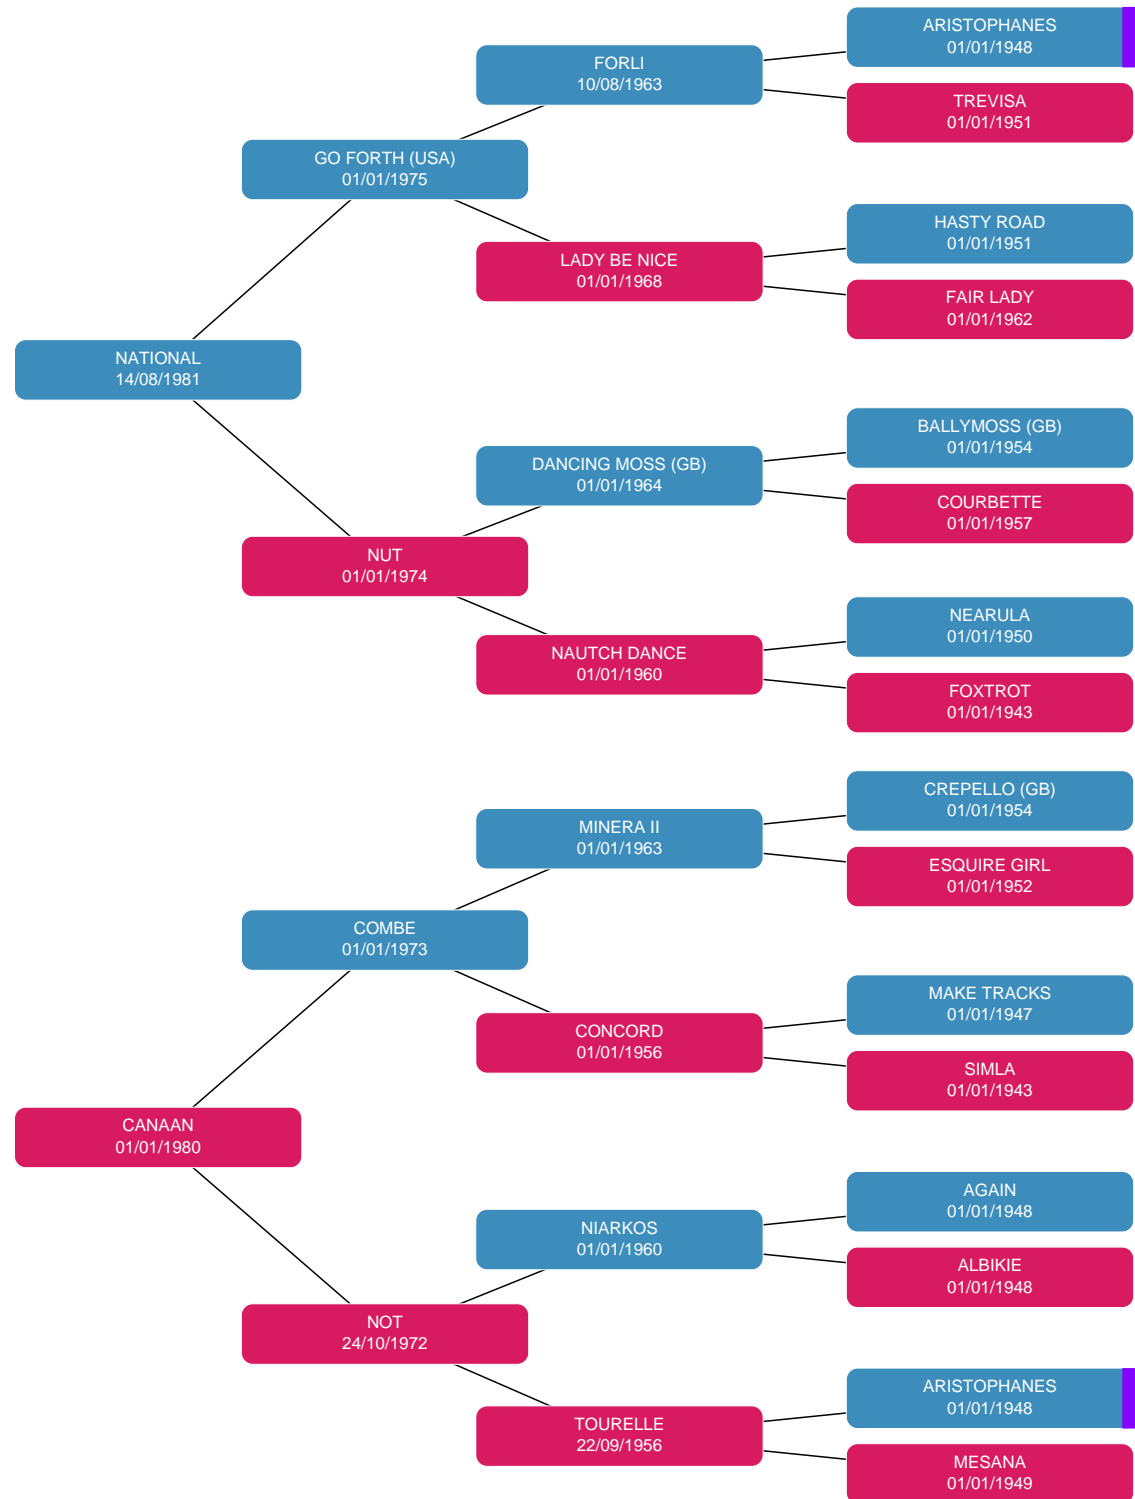 ARISTOPHANES
01/01/1948
FORLI
10/08/1963
TREVISA
01/01/1951
GO FORTH (USA)
01/01/1975
HASTY ROAD
01/01/1951
LADY BE NICE
01/01/1968
FAIR LADY
01/01/1962
NATIONAL
14/08/1981
BALLYMOSS (GB)
01/01/1954
DANCING MOSS (GB)
01/01/1964
COURBETTE
01/01/1957
NUT
01/01/1974
NEARULA
01/01/1950
NAUTCH DANCE
01/01/1960
FOXTROT
01/01/1943
CREPELLO (GB)
01/01/1954
MINERA II
01/01/1963
ESQUIRE GIRL
01/01/1952
COMBE
01/01/1973
MAKE TRACKS
01/01/1947
CONCORD
01/01/1956
SIMLA
01/01/1943
CANAAN
01/01/1980
AGAIN
01/01/1948
NIARKOS
01/01/1960
ALBIKIE
01/01/1948
NOT
24/10/1972
ARISTOPHANES
01/01/1948
TOURELLE
22/09/1956
MESANA
01/01/1949